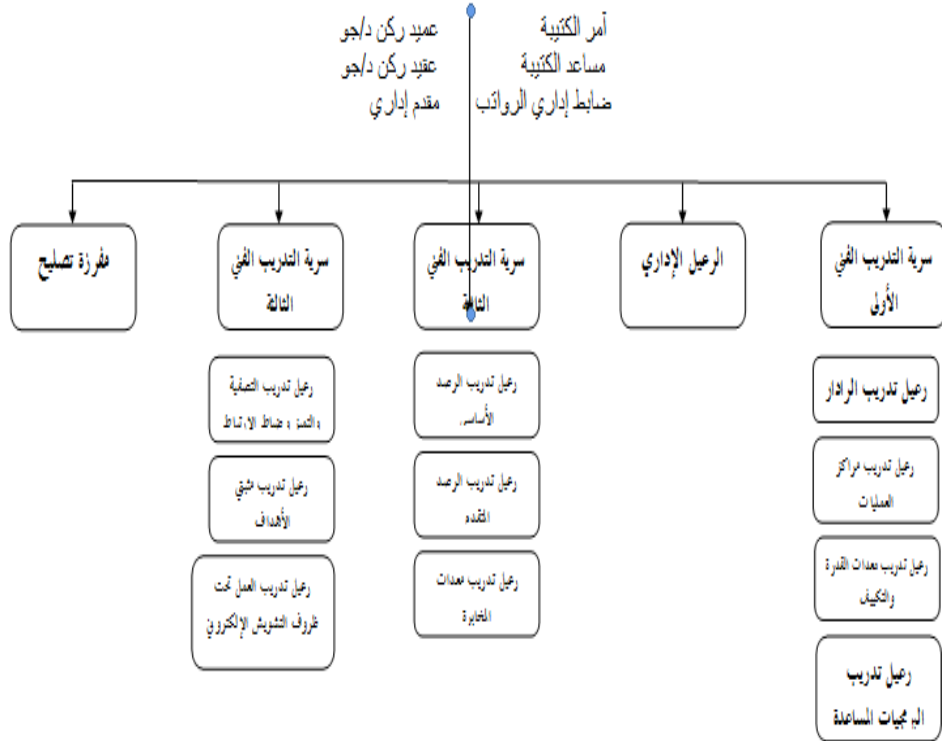 آمر الكتيبة عميد ركن د/جو
مساعد الكتيبة عقيد ركن د/جو
ضابط إداري الرواتب مقدم إداري
سرية التدريب الفني
الأولى
الرعيل الإداري
سرية التدريب الفني
سرية التدريب الفني
الثالثة
مفرزة تصليح
رعيل تدريب الرادار
رعيل تدريب مراكز
العمليات
رعيل تدريب معدات القدرة
والتكييف
رعيل تدريب
البرمجيات المساعدة
رعيل تدريب الرصد
الأساسي
رعيل تدريب الرصد
المتقدم
رعيل تدريب معدات
المخابرة
رعيل تدريب التصفية
رعيل تدريب مثبتي
الأهداف
رعيل تدريب العمل تحت
ظروف التشويش الإلكتروني